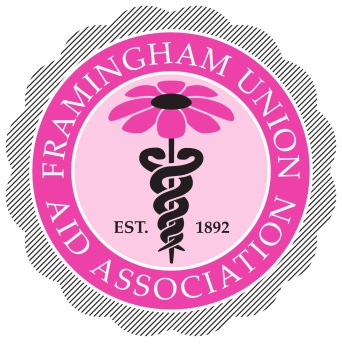 FRAMINGHAM UNION
AID ASSOCIATION
EST. 1892